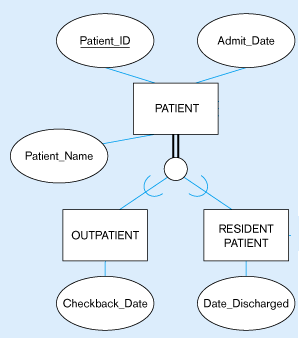 Patient_ID
Admit_Date
PATIENT
Patient_Name
OUTPATIENT
RESIDENT
PATIENT
Checkback_Date
Date_Discharged